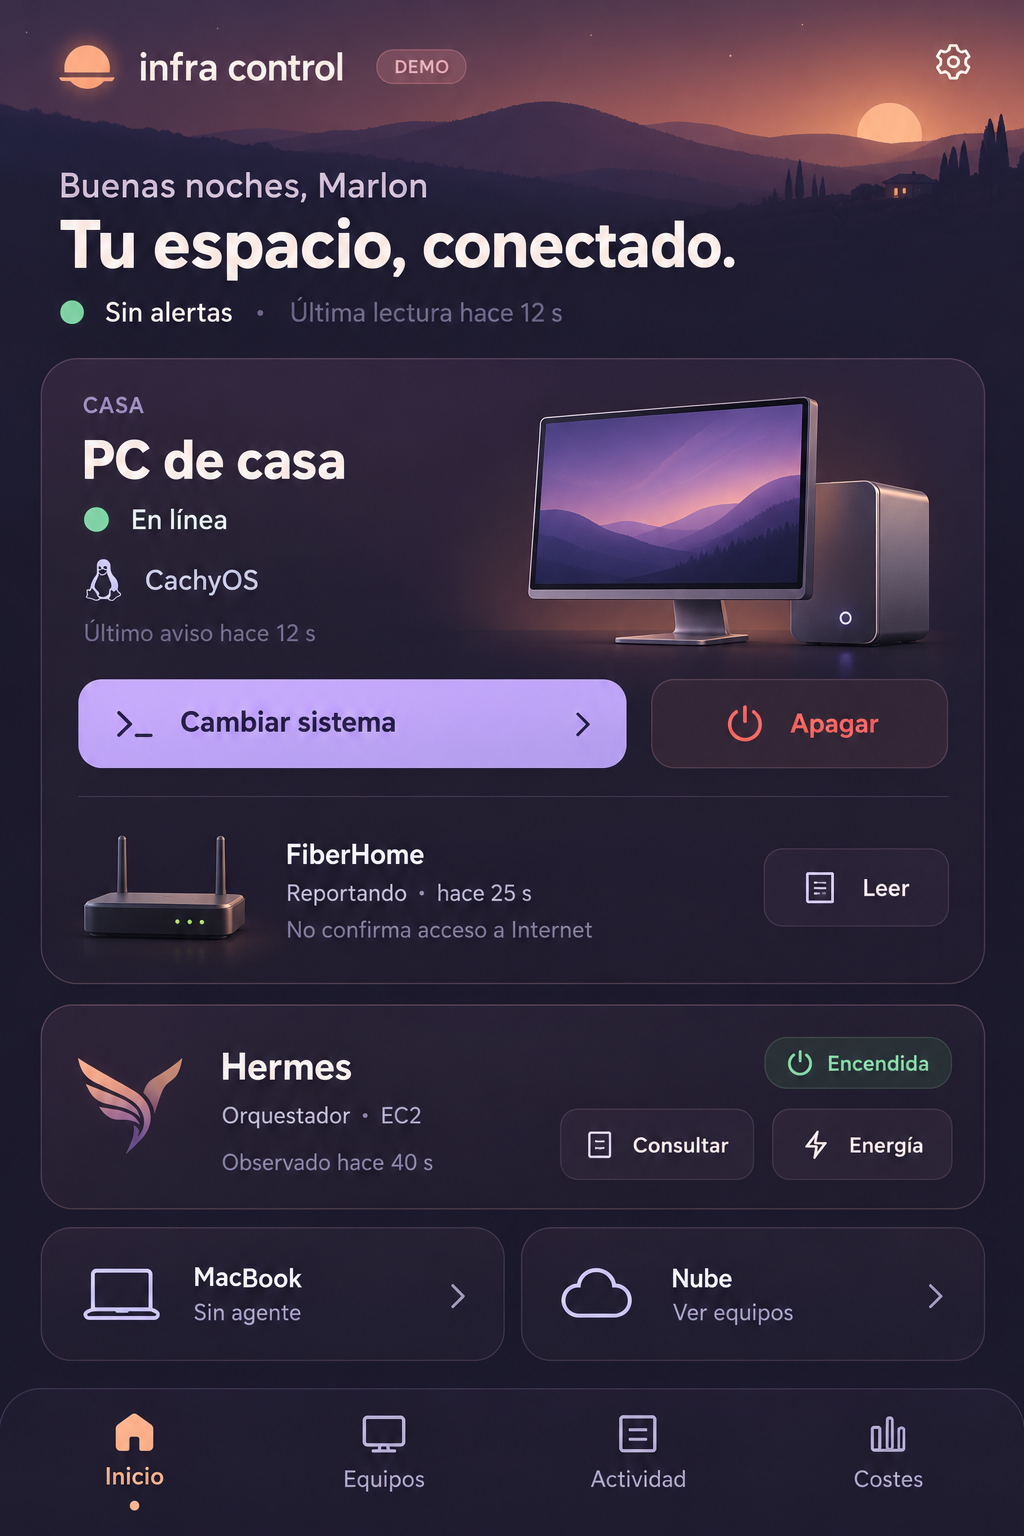 infra control
DEMO
Buenas noches, Marlon
Tu espacio, conectado.
Sin alertas • Última lectura hace 12 s
CASA
PC de casa
En línea
CachyOS
Último aviso hace 12 s
Cambiar sistema
Apagar
FiberHome
Reportando • hace 25 s
No confirma acceso a Internet
Leer
Hermes
Orquestador • EC2
Observado hace 40 s
Encendida
Consultar
Energía
MacBook
Sin agente
Nube
Ver equipos
Inicio
Equipos
Actividad
Costes